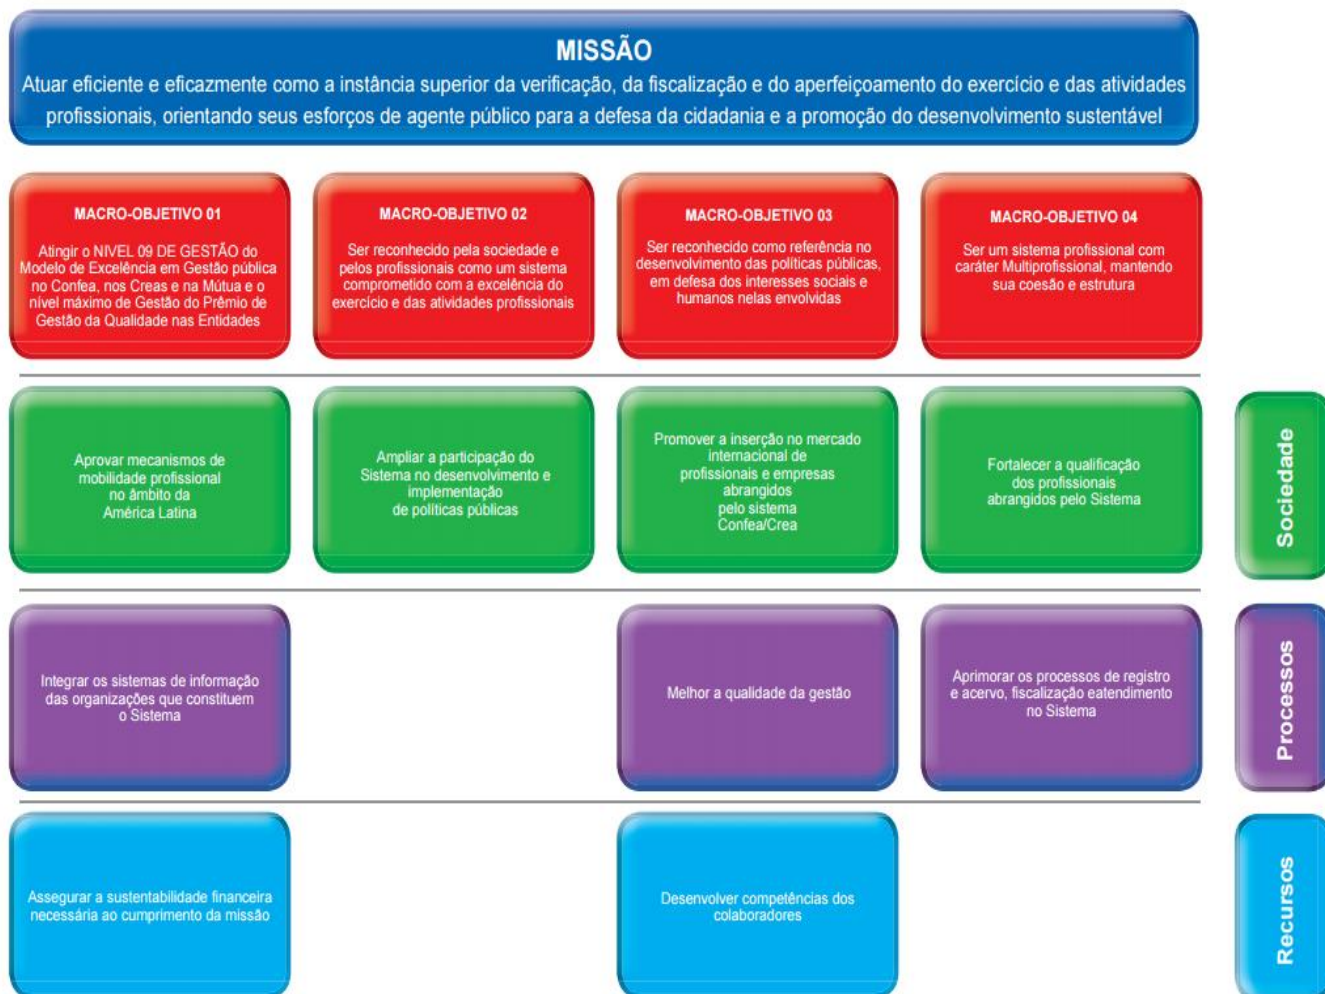 MISSÃO
Atuar eficiente e eficazmente como a instância superior da verificação, da fiscalização e do aperfeiçoamento do exercício e das atividades
profissionais, orientando seus esforços de agente público para a defesa da cidadania e a promoção do desenvolvimento sustentável
MACRO-OBJETIVO 01
Atingir o NIVEL 09 DE GESTÃO do
Modelo de Excelência em Gestão pública
no Confea, nos Creas e na Mútua e o
nível máximo de Gestão do Prêmio de
Gestão da Qualidade nas Entidades
MACRO-OBJETIVO 02
Ser reconhecido pela sociedade e
pelos profissionais como um sistema
comprometido com a excelência do
exercício e das atividades profissionais
MACRO-OBJETIVO 03
Ser reconhecido como referência no
desenvolvimento das políticas públicas,
em defesa dos interesses sociais e
humanos nelas envolvidas
MACRO-OBJETIVO 04
Ser um sistema profissional com
caráter Multiprofissional, mantendo
sua coesão e estrutura
Aprovar mecanismos de
mobilidade profissional
no âmbito da
América Latina
Ampliar a participação do
Sistema no desenvolvimento e
implementação
de políticas públicas
Promover a inserção no mercado
internacional de
profissionais e empresas
abrangidos
pelo sistema
Confea/Crea
Fortalecer a qualificação
dos profissionais
abrangidos pelo Sistema
Sociedade
Integrar os sistemas de informação
das organizações que constituem
o Sistema
Melhor a qualidade da gestão
Aprimorar os processos de registro
e acervo, fiscalização eatendimento
no Sistema
Processos
Assegurar a sustentabilidade financeira
necessária ao cumprimento da missão
Desenvolver competências dos
colaboradores
Recursos